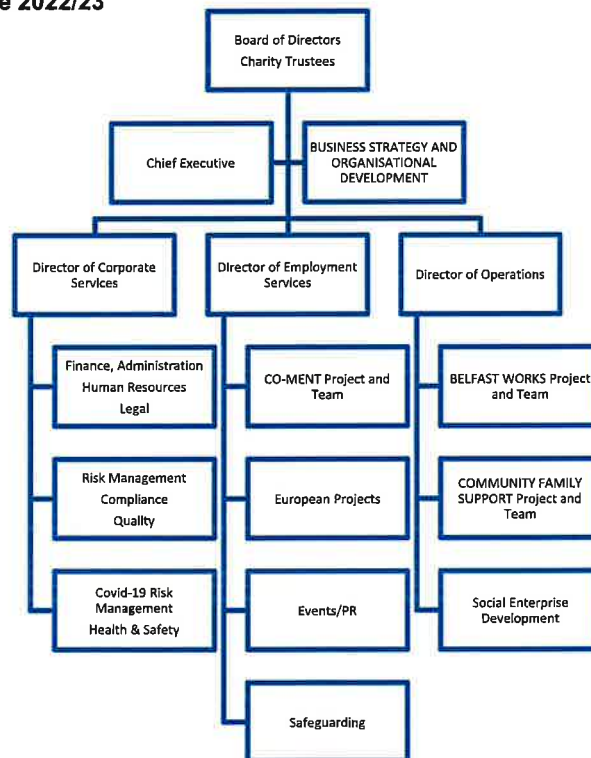 e 2022/23
Board of Directors
Charity Trustees
Chief Executive
BUSINESS STRATEGY AND
ORGANISATIONAL
DEVELOPMENT
Director of Corporate
Services
Director of Employment
Services
Director of Operations
Finance, Administration
Human Resources
Legal
CO-MENT Project and
Team
BELFAST WORKS Project
and Team
Risk Management
Compliance
Quality
European Projects
COMMUNITY FAMILY
SUPPORT Project and
Team
Covid-19 Risk
Management
Health & Safety
Events/PR
Social Enterprise
Development
Safeguarding